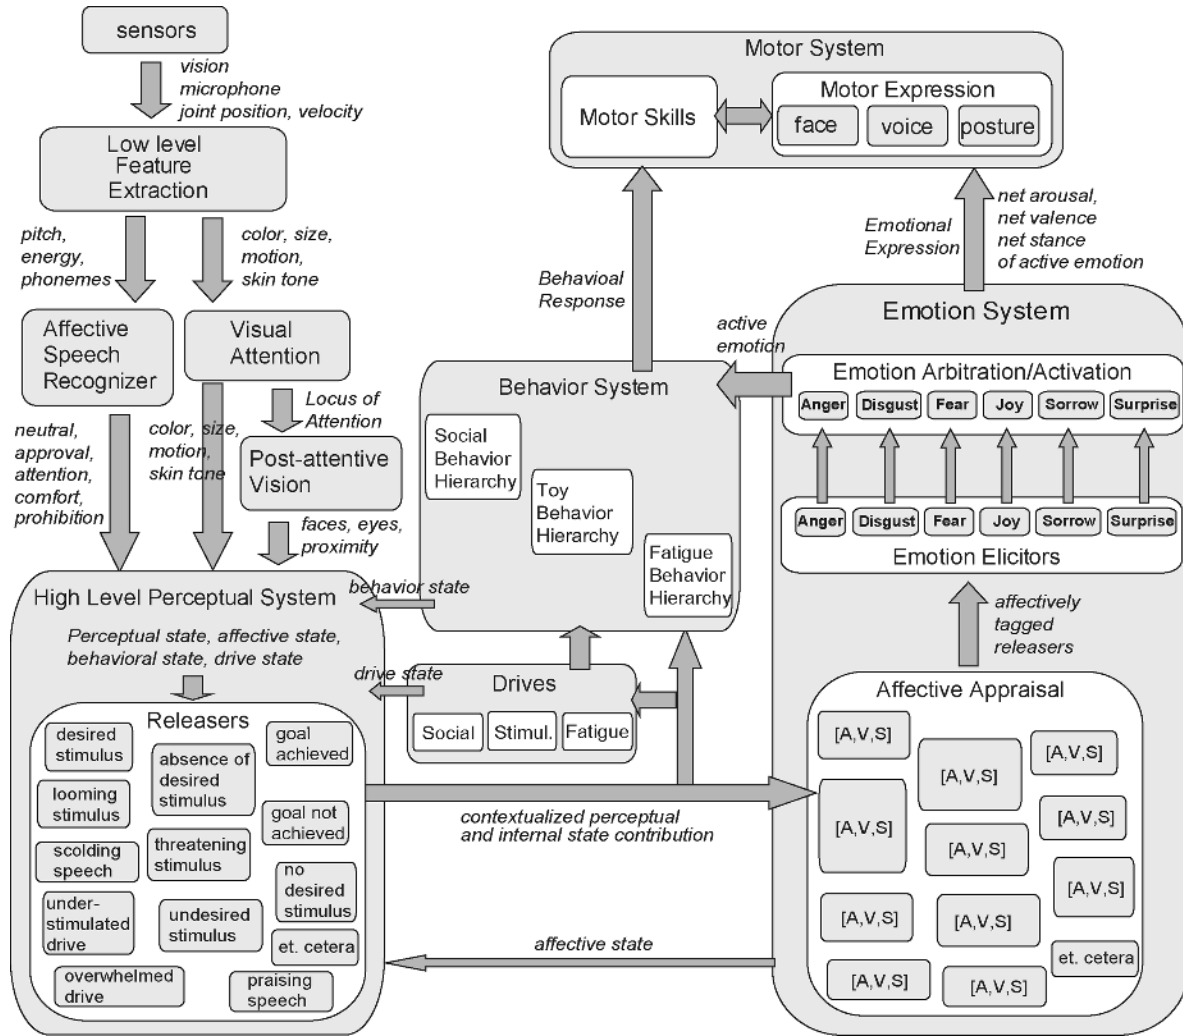 sensors
vision
microphone
joint position, velocity
Low level
Feature
Extraction
pitch,
energy,
phonemes
color, size,
motion,
skin tone
Affective
Speech
Recognizer
Visual
Attention
neutral,
approval,
attention,
comfort,
prohibition
color, size,
motion,
skin tone
Locus of
Attention
Post-attentive
Vision
faces, eyes,
proximity
High Level Perceptual System
Perceptual state, affective state,
behavioral state, drive state
Releasers
desired
stimulus
absence of
desired
stimulus
goal
achieved
looming
stimulus
goal not
achieved
scolding
speech
threatening
stimulus
no
desired
stimulus
under-
stimulated
drive
undesired
stimulus
et. cetera
overwhelmed
drive
praising
speech
Motor System
Motor Skills
Motor Expression
face
voice
posture
Behavioal
Response
Emotional
Expression
net arousal,
net valence
net stance
of active emotion
active
emotion
Behavior System
Social
Behavior
Hierarchy
Toy
Behavior
Hierarchy
Fatigue
Behavior
Hierarchy
behavior state
drive state
Drives
Social
Stimul.
Fatigue
contextualized perceptual
and internal state contribution
affective state
Emotion System
Emotion Arbitration/Activation
Anger
Disgust
Fear
Joy
Sorrow
Surprise
Anger
Disgust
Fear
Joy
Sorrow
Surprise
Emotion Elicitors
affectively
tagged
releasers
Affective Appraisal
[A,V,S]
[A,V,S]
[A,V,S]
[A,V,S]
[A,V,S]
[A,V,S]
[A,V,S]
[A,V,S]
[A,V,S]
[A,V,S]
[A,V,S]
et. cetera